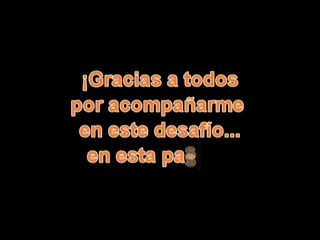 ¡Gracias a todos
por acompañarme
en este desafío...
en esta